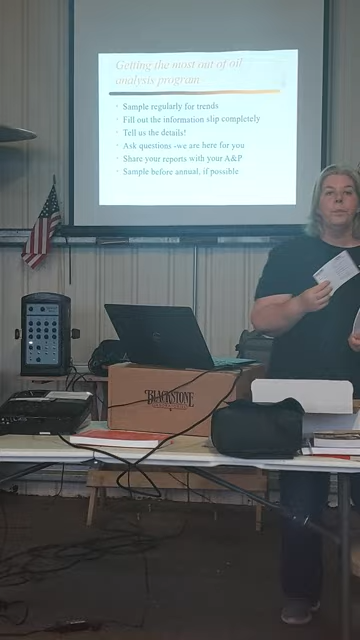 Getting the most out of oil
analysis program
Sample regularly for trends
Fill out the information slip completely
Tell us the details!
Ask questions -we are here for you
Share your reports with your A&P
Sample before annual, if possible
BLACKSTONE